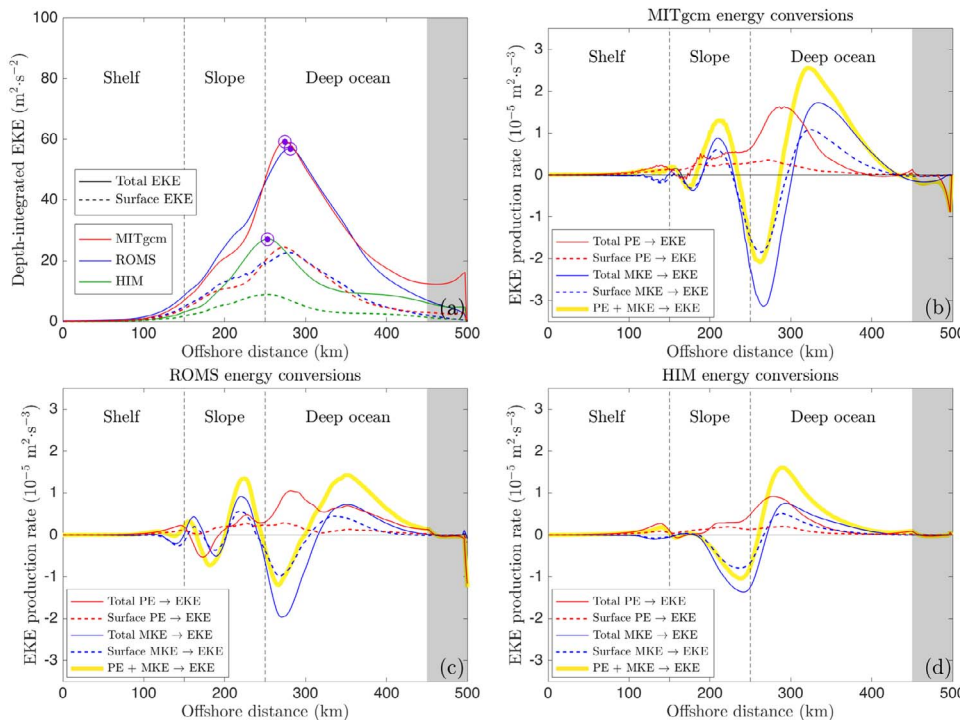 100
80
60
40
20
0
Depth-integrated EKE (m²·s⁻²)
Shelf
Slope
Deep ocean
Total EKE
Surface EKE
MITgcm
ROMS
HIM
(a)
0 100 200 300 400 500
Offshore distance (km)
MITgcm energy conversions
3
2
1
0
-1
-2
-3
EKE production rate (10⁻⁵ m²·s⁻³)
Shelf
Slope
Deep ocean
Total PE → EKE
Surface PE → EKE
Total MKE → EKE
Surface MKE → EKE
PE + MKE → EKE
(b)
0 100 200 300 400 500
Offshore distance (km)
ROMS energy conversions
3
2
1
0
-1
-2
-3
EKE production rate (10⁻⁵ m²·s⁻³)
Shelf
Slope
Deep ocean
Total PE → EKE
Surface PE → EKE
Total MKE → EKE
Surface MKE → EKE
PE + MKE → EKE
(c)
0 100 200 300 400 500
Offshore distance (km)
HIM energy conversions
3
2
1
0
-1
-2
-3
EKE production rate (10⁻⁵ m²·s⁻³)
Shelf
Slope
Deep ocean
Total PE → EKE
Surface PE → EKE
Total MKE → EKE
Surface MKE → EKE
PE + MKE → EKE
(d)
0 100 200 300 400 500
Offshore distance (km)